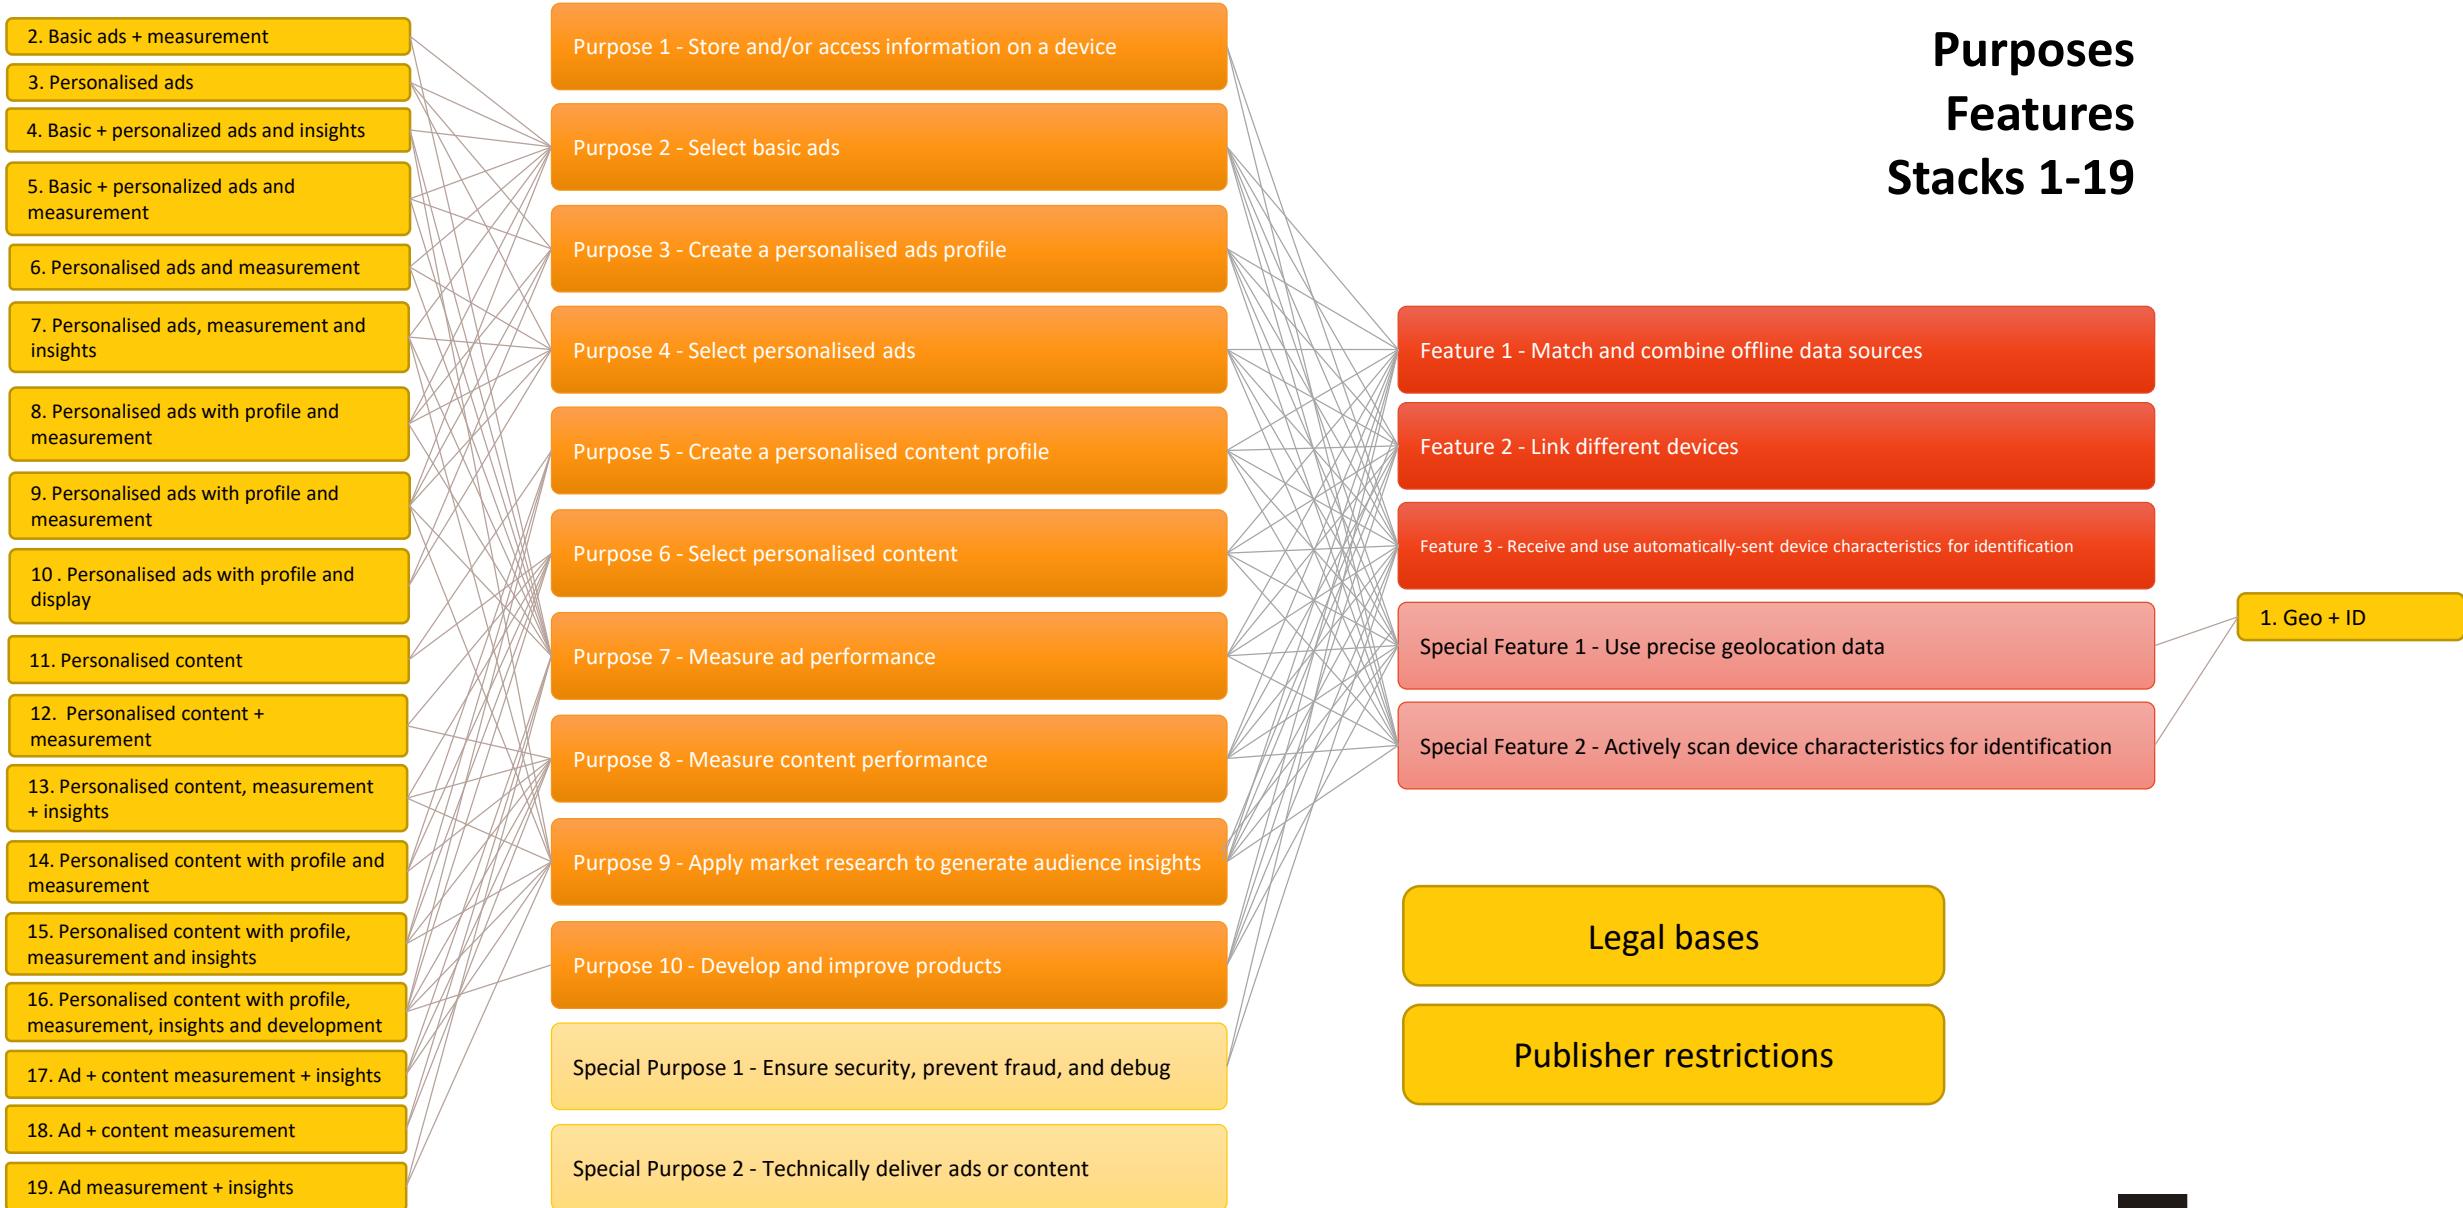 Purposes
Features
Stacks 1-19
2. Basic ads + measurement
3. Personalised ads
4. Basic + personalized ads and insights
5. Basic + personalized ads and
measurement
6. Personalised ads and measurement
7. Personalised ads, measurement and
insights
8. Personalised ads with profile and
measurement
9. Personalised ads with profile and
measurement
10 . Personalised ads with profile and
display
11. Personalised content
12.  Personalised content +
measurement
13. Personalised content, measurement
+ insights
14. Personalised content with profile and
measurement
15. Personalised content with profile,
measurement and insights
16. Personalised content with profile,
measurement, insights and development
17. Ad + content measurement + insights
18. Ad + content measurement
19. Ad measurement + insights
Purpose 1 - Store and/or access information on a device
Purpose 2 - Select basic ads
Purpose 3 - Create a personalised ads profile
Purpose 4 - Select personalised ads
Purpose 5 - Create a personalised content profile
Purpose 6 - Select personalised content
Purpose 7 - Measure ad performance
Purpose 8 - Measure content performance
Purpose 9 - Apply market research to generate audience insights
Purpose 10 - Develop and improve products
Special Purpose 1 - Ensure security, prevent fraud, and debug
Special Purpose 2 - Technically deliver ads or content
Feature 1 - Match and combine offline data sources
Feature 2 - Link different devices
Feature 3 - Receive and use automatically-sent device characteristics for identification
Special Feature 1 - Use precise geolocation data
Special Feature 2 - Actively scan device characteristics for identification
1. Geo + ID
Legal bases
Publisher restrictions